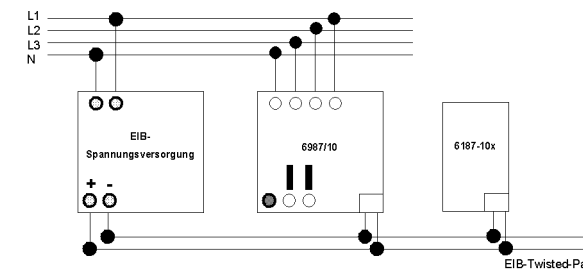 L1
L2
L3
N
EIB-
Spannungsversorgung
6987/10
6187-10x
+ -
EIB-Twisted-Pa